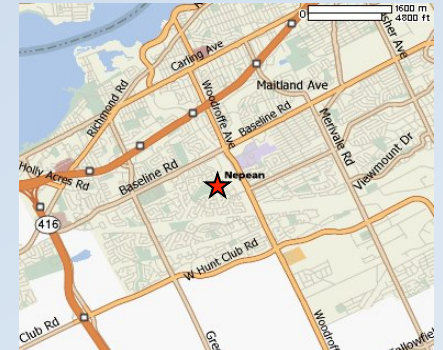 0
1600 m
4800 ft
Carling Ave
Richmond Rd
Maitland Ave
Woodroffe Ave
Baseline Rd
Merivale Rd
Viewmount Dr
Holly Acres Rd
Baseline Rd
Nepean
416
W Hunt Club Rd
Club Rd